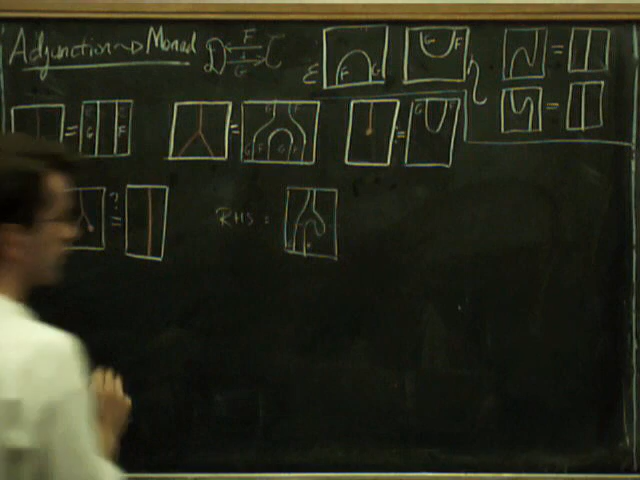 Adjunction → Monad D F G C
ε F G G F η = =
= G F = G F G F G F = G F
? = RHS :